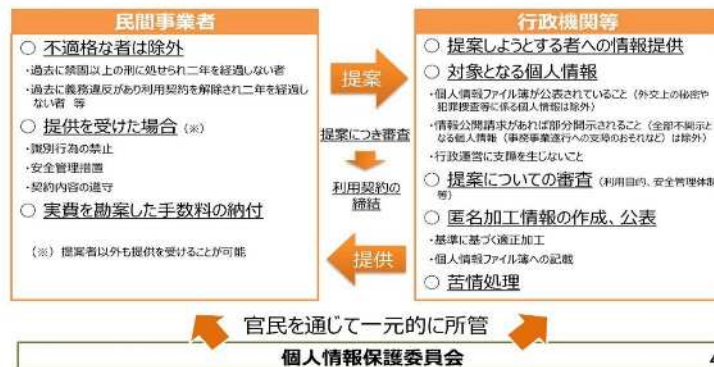 民間事業者
○ 不適格な者は除外
・過去に禁固以上の刑に処せられ二年を経過しない者
・過去に義務違反があり利用契約を解除され二年を経過し
ない者 等
○ 提供を受けた場合（※）
・識別行為の禁止
・安全管理措置
・契約内容の遵守
○ 実費を勘案した手数料の納付
（※）提案者以外も提供を受けることが可能
提案
提案につき審査
利用契約の
締結
提供
行政機関等
○ 提案しようとする者への情報提供
○ 対象となる個人情報
・個人情報ファイル簿が公表されていること（外交上の秘密や
犯罪捜査等に係る個人情報は除外）
・情報公開請求があれば部分開示されること（全部不開示と
なる個人情報（事務事業遂行への支障のおそれなど）は除外）
・行政運営に支障を生じないこと
○ 提案についての審査（利用目的、安全管理体制
等）
○ 匿名加工情報の作成、公表
・基準に基づく適正加工
・個人情報ファイル簿への記載
○ 苦情処理
官民を通じて一元的に所管
個人情報保護委員会